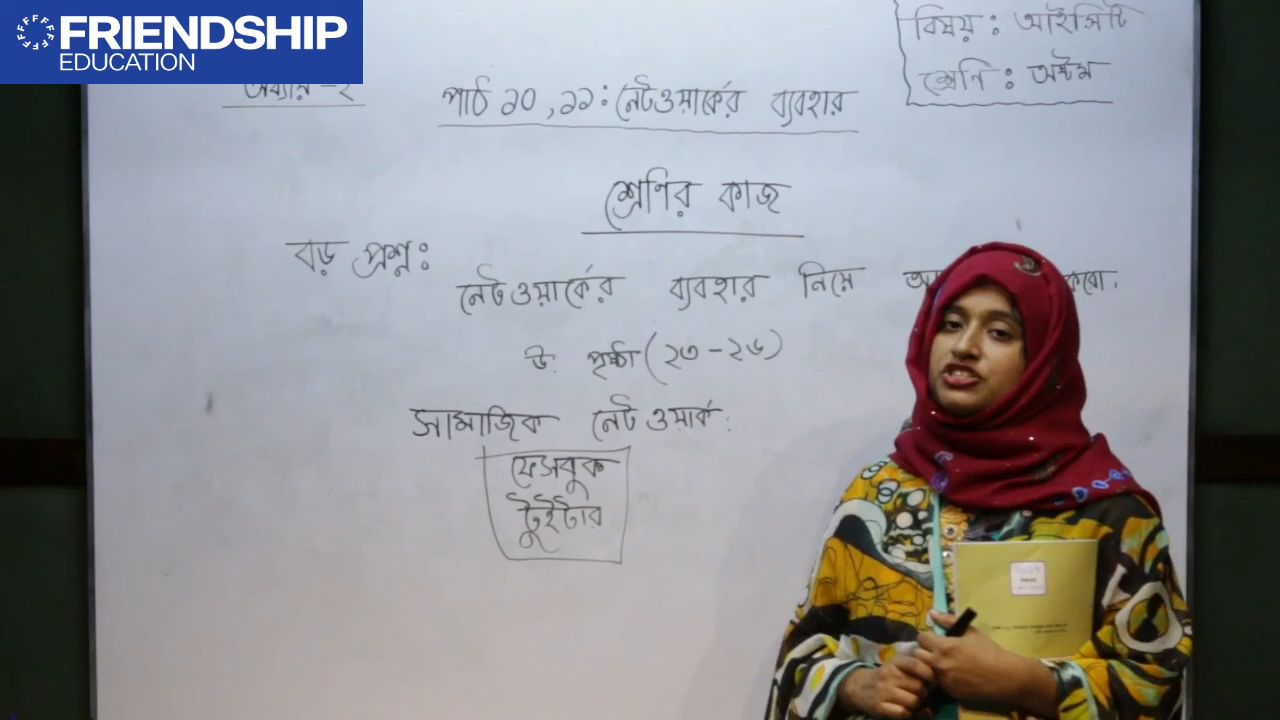 FRIENDSHIP
EDUCATION
বিষয় : আইসিটি
শ্রেণি : অষ্টম
অধ্যায় -২
পাঠ ১০,১১: নেটওয়ার্কের ব্যবহার
শ্রেণির কাজ
বড় প্রশ্ন:
নেটওয়ার্কের ব্যবহার নিয়ে করো.
উ: পৃষ্ঠা (২৩-২৬)
সামাজিক নেটওয়ার্ক:
ফেসবুক
টুইটার